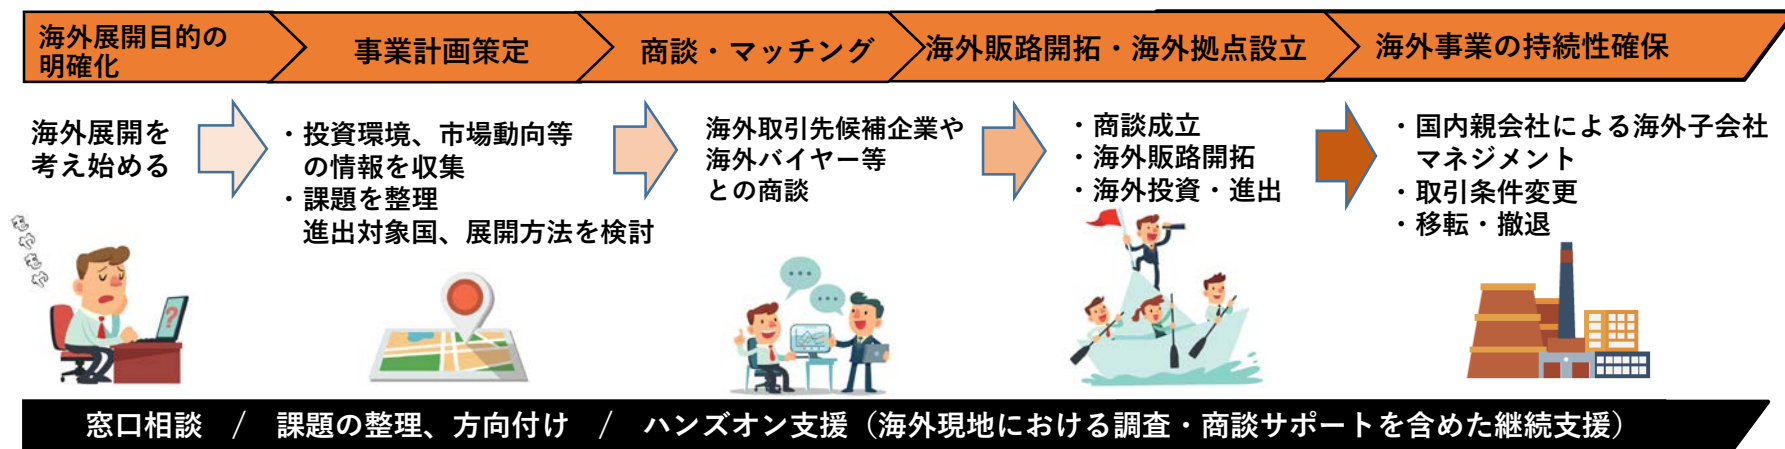 海外展開目的の
明確化
事業計画策定
商談・マッチング
海外販路開拓・海外拠点設立
海外事業の持続性確保
海外展開を
考え始める
・投資環境、市場動向等
の情報を収集
・課題を整理
進出対象国、展開方法を検討
海外取引先候補企業や
海外バイヤー等
との商談
・商談成立
・海外販路開拓
・海外投資・進出
・国内親会社による海外子会社
マネジメント
・取引条件変更
・移転・撤退
もやもや
?
窓口相談 / 課題の整理、方向付け / ハンズオン支援（海外現地における調査・商談サポートを含めた継続支援）